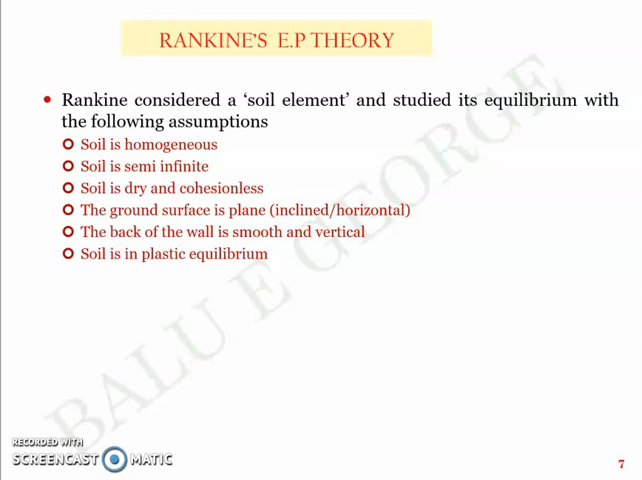 RANKINE'S E.P THEORY
Rankine considered a 'soil element' and studied its equilibrium with
the following assumptions
Soil is homogeneous
Soil is semi infinite
Soil is dry and cohesionless
The ground surface is plane (inclined/horizontal)
The back of the wall is smooth and vertical
Soil is in plastic equilibrium
BALU E GEORGE
RECORDED WITH
SCREENCAST MATIC
7